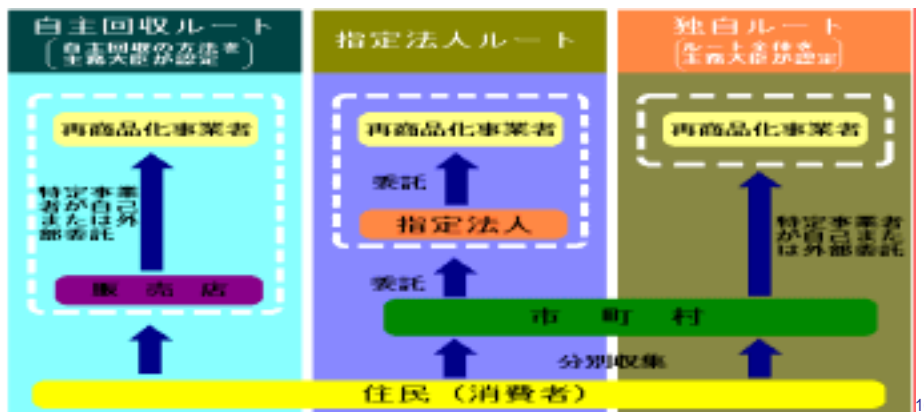 自主回収ルート
(自主回収の方法を
主務大臣が認定)
指定法人ルート
独自ルート
(ルート全体を
主務大臣が認定)
再商品化事業者
再商品化事業者
再商品化事業者
特定事業
者が自己
または外
部委託
委託
指定法人
特定事業者
が自己また
は外部委託
販売店
委託
市町村
分別収集
住民(消費者)
1